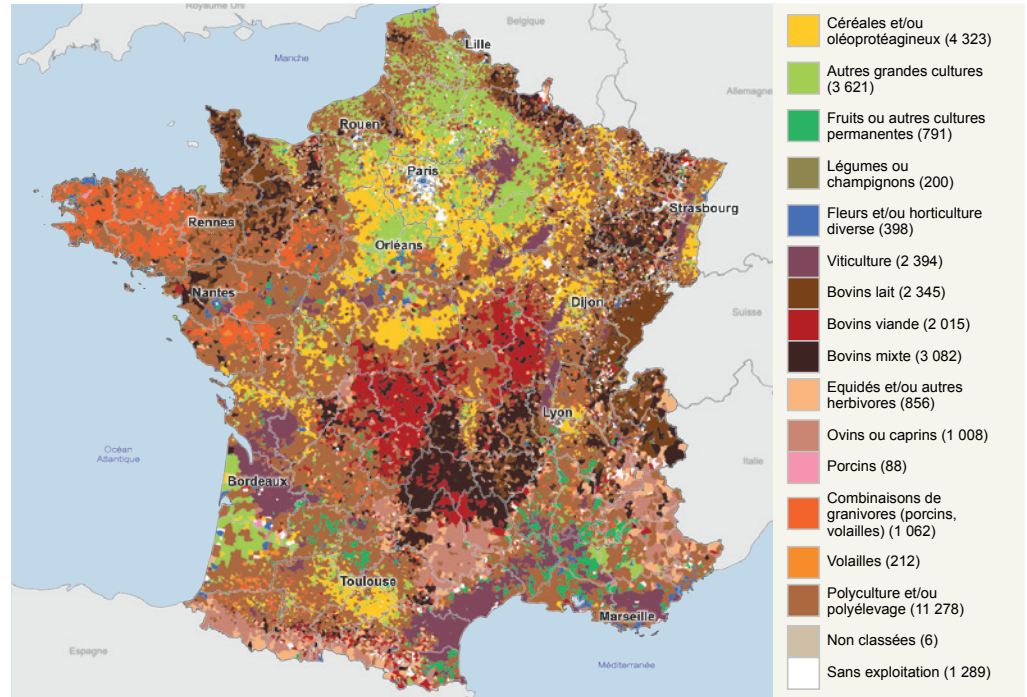 Royaume Uni
Belgique
Lille
Manche
Allemagne
Rouen
Paris
Strasbourg
Rennes
Orléans
Nantes
Dijon
Suisse
Lyon
Océan
Atlantique
Italie
Bordeaux
Toulouse
Marseille
Espagne
Méditerranée
Céréales et/ou
oléoprotéagineux (4 323)
Autres grandes cultures
(3 621)
Fruits ou autres cultures
permanentes (791)
Légumes ou
champignons (200)
Fleurs et/ou horticulture
diverse (398)
Viticulture (2 394)
Bovins lait (2 345)
Bovins viande (2 015)
Bovins mixte (3 082)
Equidés et/ou autres
herbivores (856)
Ovins ou caprins (1 008)
Porcins (88)
Combinaisons de
granivores (porcins,
volailles) (1 062)
Volailles (212)
Polyculture et/ou
polyélevage (11 278)
Non classées (6)
Sans exploitation (1 289)